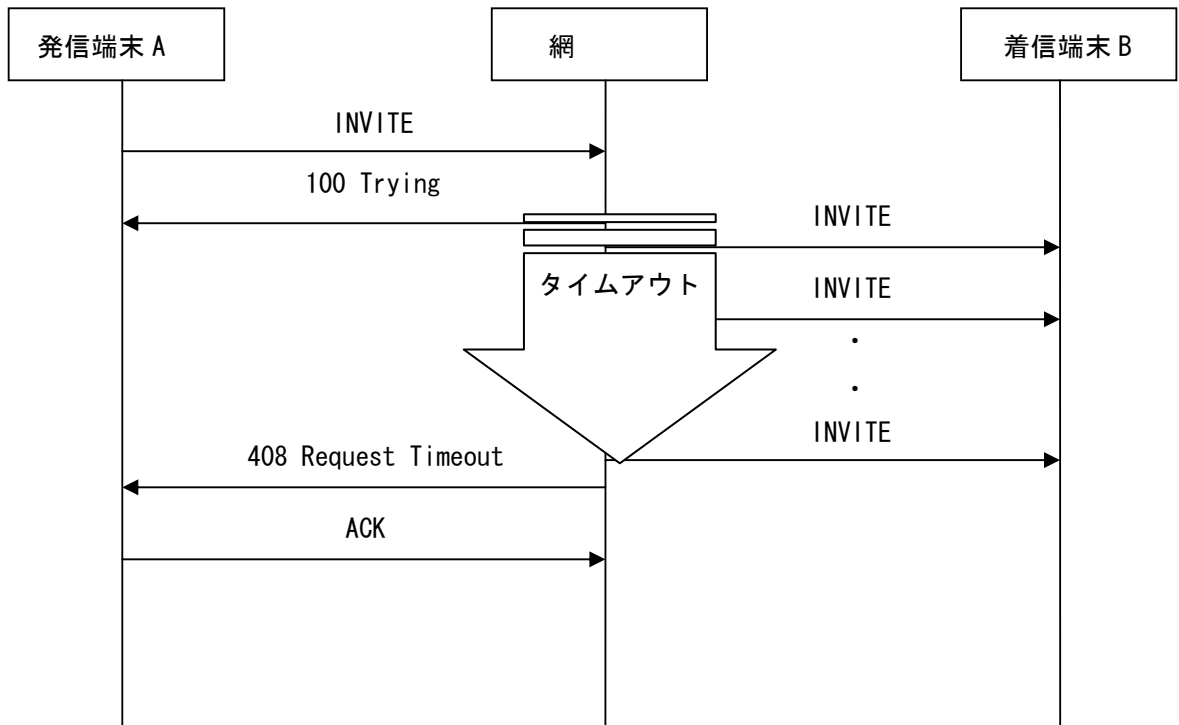 発信端末 A
網
着信端末 B
INVITE
100 Trying
INVITE
タイムアウト
INVITE
・
・
INVITE
408 Request Timeout
ACK